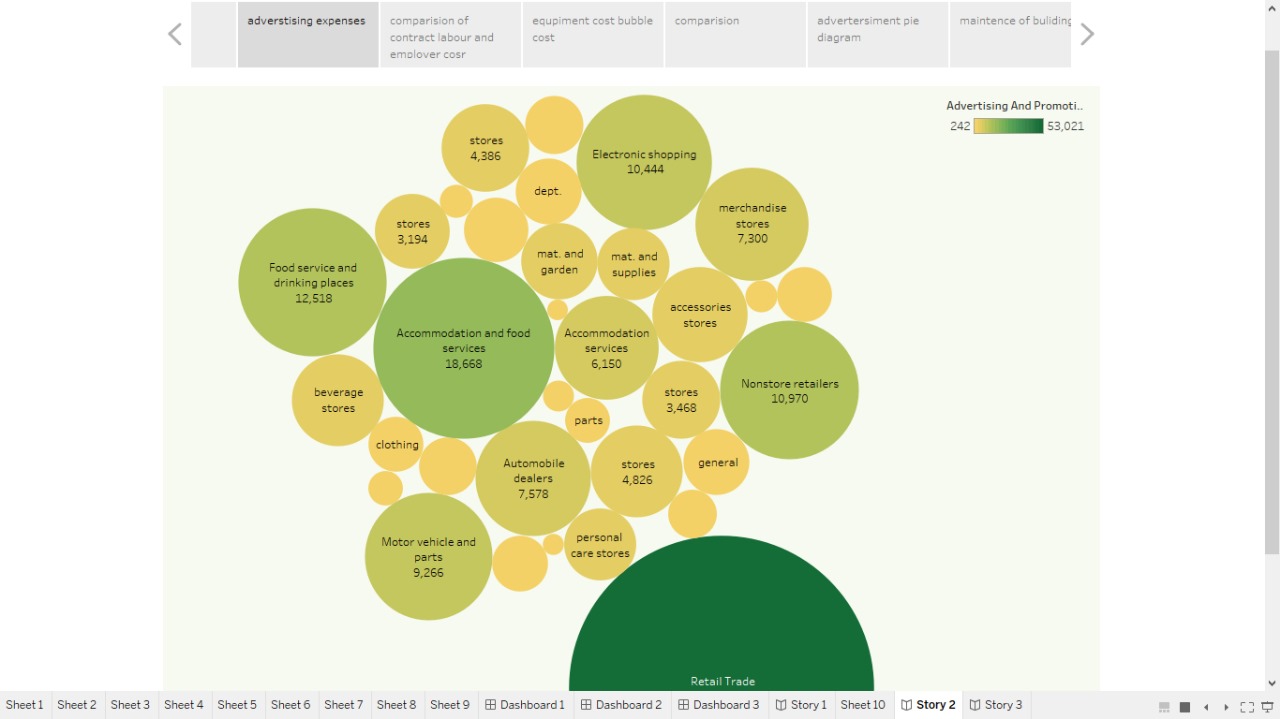 adverstising expenses
comparision of
contract labour and
emplover cosr
equpiment cost bubble
cost
comparision
advertersiment pie
diagram
maintence of buliding
Advertising And Promoti..
242
53,021
stores
4,386
Electronic shopping
10,444
dept.
merchandise
stores
7,300
stores
3,194
mat. and
garden
mat. and
supplies
Food service and
drinking places
12,518
accessories
stores
Accommodation and food
services
18,668
Accommodation
services
6,150
Nonstore retailers
10,970
beverage
stores
stores
3,468
parts
clothing
Automobile
dealers
7,578
stores
4,826
general
Motor vehicle and
parts
9,266
personal
care stores
Retail Trade
Sheet 1
Sheet 2
Sheet 3
Sheet 4
Sheet 5
Sheet 6
Sheet 7
Sheet 8
Sheet 9
Dashboard 1
Dashboard 2
Dashboard 3
Story 1
Sheet 10
Story 2
Story 3